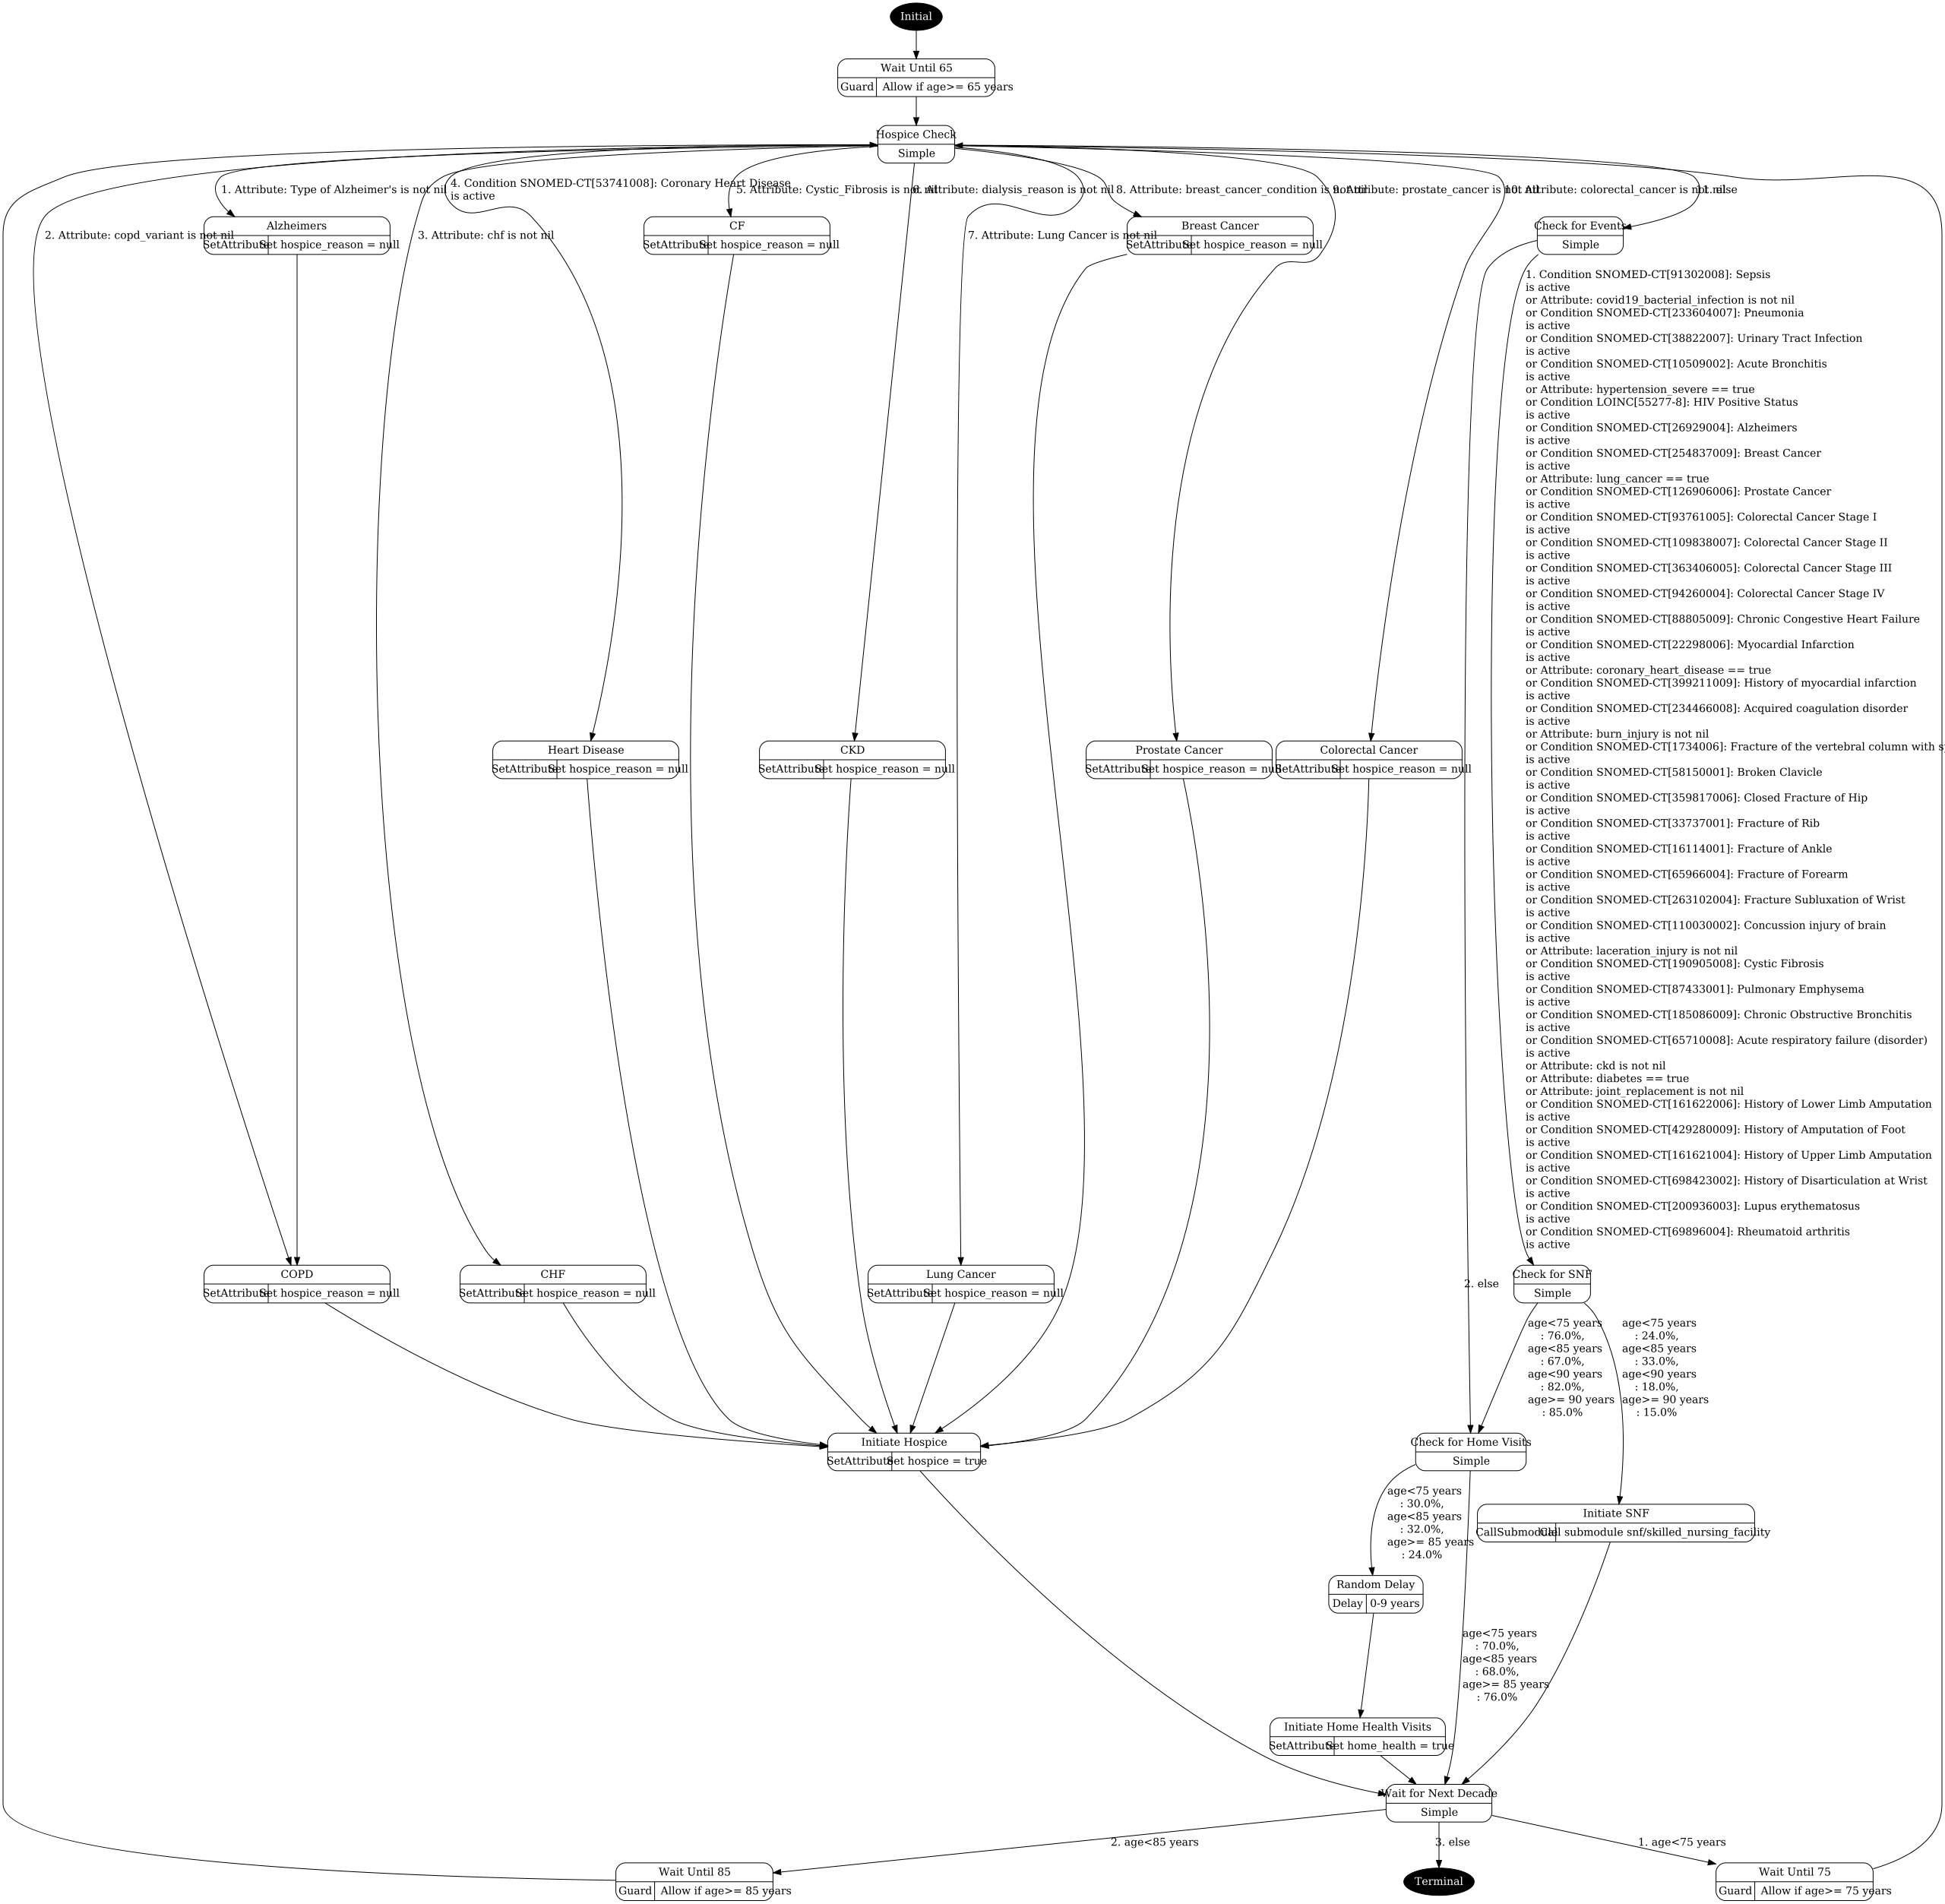 Initial
Wait Until 65
Guard Allow if age>= 65 years
Hospice Check
Simple
1. Attribute: Type of Alzheimer's is not nil
4. Condition SNOMED-CT[53741008]: Coronary Heart Disease
is active
5. Attribute: Cystic_Fibrosis is not nil
6. Attribute: dialysis_reason is not nil
8. Attribute: breast_cancer_condition is not nil
9. Attribute: prostate_cancer is not nil
10. Attribute: colorectal_cancer is not nil
11. else
2. Attribute: copd_variant is not nil
Alzheimers
SetAttribute Set hospice_reason = null
3. Attribute: chf is not nil
CF
SetAttribute Set hospice_reason = null
7. Attribute: Lung Cancer is not nil
Breast Cancer
SetAttribute Set hospice_reason = null
Check for Events
Simple
1. Condition SNOMED-CT[91302008]: Sepsis
is active
or Attribute: covid19_bacterial_infection is not nil
or Condition SNOMED-CT[233604007]: Pneumonia
is active
or Condition SNOMED-CT[38822007]: Urinary Tract Infection
is active
or Condition SNOMED-CT[10509002]: Acute Bronchitis
is active
or Attribute: hypertension_severe == true
or Condition LOINC[55277-8]: HIV Positive Status
is active
or Condition SNOMED-CT[26929004]: Alzheimers
is active
or Condition SNOMED-CT[254837009]: Breast Cancer
is active
or Attribute: lung_cancer == true
or Condition SNOMED-CT[126906006]: Prostate Cancer
is active
or Condition SNOMED-CT[93761005]: Colorectal Cancer Stage I
is active
or Condition SNOMED-CT[109838007]: Colorectal Cancer Stage II
is active
or Condition SNOMED-CT[363406005]: Colorectal Cancer Stage III
is active
or Condition SNOMED-CT[94260004]: Colorectal Cancer Stage IV
is active
or Condition SNOMED-CT[88805009]: Chronic Congestive Heart Failure
is active
or Condition SNOMED-CT[22298006]: Myocardial Infarction
is active
or Attribute: coronary_heart_disease == true
or Condition SNOMED-CT[399211009]: History of myocardial infarction
is active
or Condition SNOMED-CT[234466008]: Acquired coagulation disorder
is active
or Attribute: burn_injury is not nil
or Condition SNOMED-CT[1734006]: Fracture of the vertebral column with
is active
or Condition SNOMED-CT[58150001]: Broken Clavicle
is active
or Condition SNOMED-CT[359817006]: Closed Fracture of Hip
is active
or Condition SNOMED-CT[33737001]: Fracture of Rib
is active
or Condition SNOMED-CT[16114001]: Fracture of Ankle
is active
or Condition SNOMED-CT[65966004]: Fracture of Forearm
is active
or Condition SNOMED-CT[263102004]: Fracture Subluxation of Wrist
is active
or Condition SNOMED-CT[110030002]: Concussion injury of brain
is active
or Attribute: laceration_injury is not nil
or Condition SNOMED-CT[190905008]: Cystic Fibrosis
is active
or Condition SNOMED-CT[87433001]: Pulmonary Emphysema
is active
or Condition SNOMED-CT[185086009]: Chronic Obstructive Bronchitis
is active
or Condition SNOMED-CT[65710008]: Acute respiratory failure (disorder)
is active
or Attribute: ckd is not nil
or Attribute: diabetes == true
or Attribute: joint_replacement is not nil
or Condition SNOMED-CT[161622006]: History of Lower Limb Amputation
is active
or Condition SNOMED-CT[429280009]: History of Amputation of Foot
is active
or Condition SNOMED-CT[161621004]: History of Upper Limb Amputation
is active
or Condition SNOMED-CT[698423002]: History of Disarticulation at Wrist
is active
or Condition SNOMED-CT[200936003]: Lupus erythematosus
is active
or Condition SNOMED-CT[69896004]: Rheumatoid arthritis
is active
Heart Disease
SetAttribute Set hospice_reason = null
CKD
SetAttribute Set hospice_reason = null
Prostate Cancer
SetAttribute Set hospice_reason = null
Colorectal Cancer
SetAttribute Set hospice_reason = null
COPD
SetAttribute Set hospice_reason = null
CHF
SetAttribute Set hospice_reason = null
Lung Cancer
SetAttribute Set hospice_reason = null
2. else
Check for SNF
Simple
age<75 years
: 76.0%,
age<85 years
: 67.0%,
age<90 years
: 82.0%,
age>= 90 years
: 85.0%
age<75 years
: 24.0%,
age<85 years
: 33.0%,
age<90 years
: 18.0%,
age>= 90 years
: 15.0%
Initiate Hospice
SetAttribute Set hospice = true
Check for Home Visits
Simple
age<75 years
: 30.0%,
age<85 years
: 32.0%,
age>= 85 years
: 24.0%
Initiate SNF
CallSubmodule Call submodule snf/skilled_nursing_facility
Random Delay
Delay 0-9 years
age<75 years
: 70.0%,
age<85 years
: 68.0%,
age>= 85 years
: 76.0%
Initiate Home Health Visits
SetAttribute Set home_health = true
Wait for Next Decade
Simple
2. age<85 years
3. else
1. age<75 years
Wait Until 85
Guard Allow if age>= 85 years
Terminal
Wait Until 75
Guard Allow if age>= 75 years